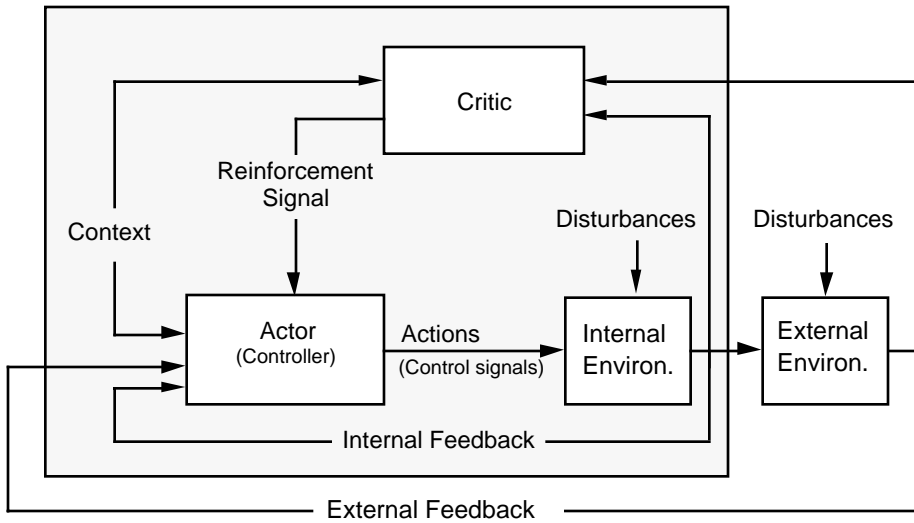 Critic
Reinforcement
Signal
Context
Disturbances
Disturbances
Actor
(Controller)
Actions
(Control signals)
Internal
Environ.
External
Environ.
Internal Feedback
External Feedback